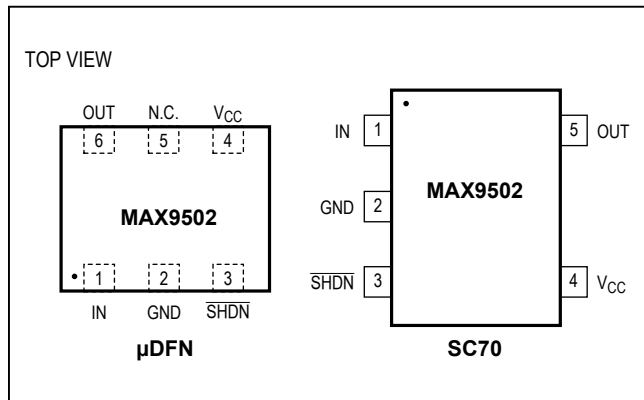 TOP VIEW
OUT N.C. VCC
6 5 4
MAX9502
1 2 3
IN GND SHDN
µDFN
IN 1 5 OUT
MAX9502
GND 2
SHDN 3 4 VCC
SC70